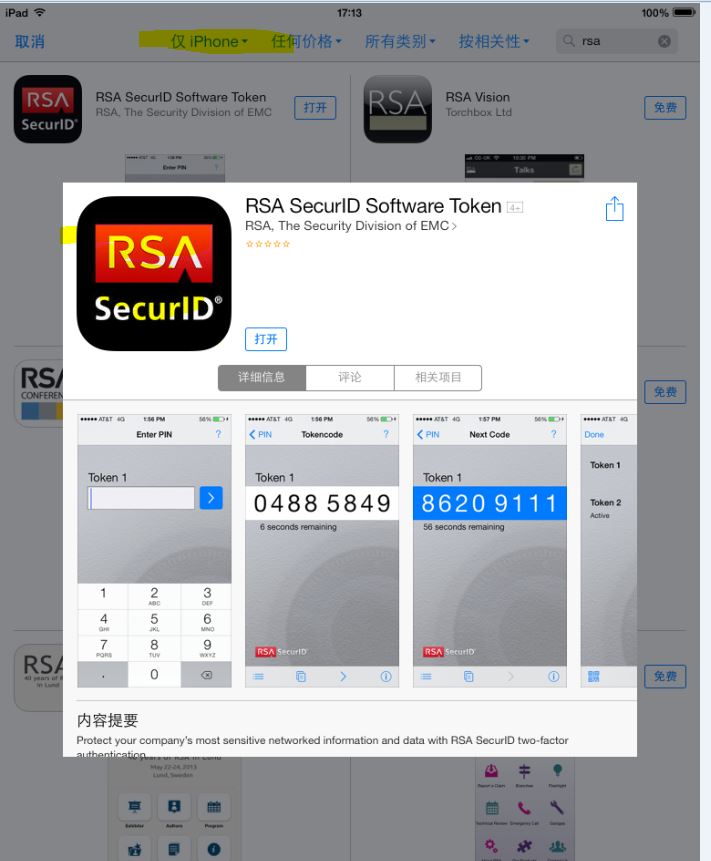 iPad 17:13 100%
取消 仅 iPhone 任何价格 所有类别 按相关性 rsa
RSA SecurID® RSA SecurID Software Token 打开
RSA, The Security Division of EMC
RSA RSA Vision 免费
Torchbox Ltd
Enter PIN
Talks
RSA SecurID®
RSA SecurID Software Token 4+
RSA, The Security Division of EMC
打开
详细信息 评论 相关项目
AT&T 4G 1:56 PM 56%
Enter PIN ?
Token 1
1 2 3
ABC DEF
4 5 6
GHI JKL MNO
7 8 9
PQRS TUV WXYZ
. 0
AT&T 4G 1:56 PM 56%
PIN Tokencode ?
Token 1
0488 5849
6 seconds remaining
RSA SecurID
AT&T 4G 1:57 PM 56%
PIN Next Code ?
Token 1
8620 9111
56 seconds remaining
RSA SecurID
AT&T 4G
Done
Token 1
Token 2
Active
内容提要
Protect your company's most sensitive networked information and data with RSA SecurID two-factor
authentication
RSA
CONFEREN
免费
RSA
40 years of R
in Lund
免费
40 years of RSA in Lund
May 22-24, 2013
Lund, Sweden
Exhibitor Authors Program
Report a Claim Flashlight
Technical Review Emergency Call